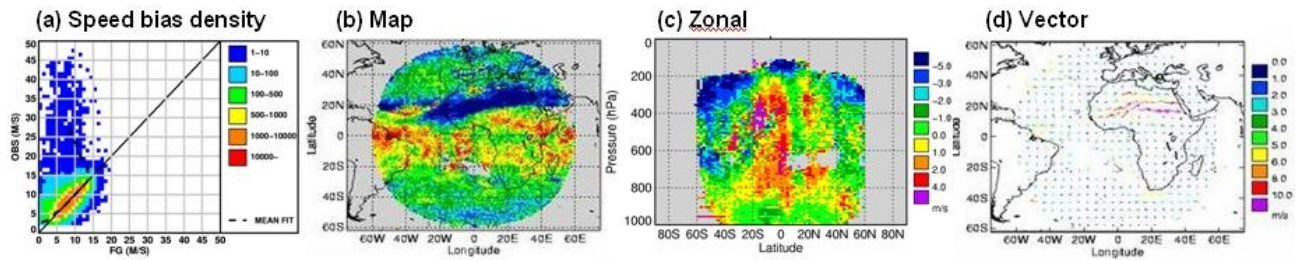 (a) Speed bias density
(b) Map
(c) Zonal
(d) Vector
50
45
40
35
30
25
20
15
10
5
0
OBS (M/S)
0 5 10 15 20 25 30 35 40 45 50
FG (M/S)
1-10
10-100
100-500
500-1000
1000-10000
10000-
MEAN FIT
60N
40N
20N
0
20S
40S
60S
Latitude
60W 40W 20W 0 20E 40E 60E
Longitude
0
200
400
600
800
1000
Pressure (hPa)
80S 60S 40S 20S 0 20N 40N 60N 80N
Latitude
-5.0
-3.0
-2.0
-1.0
0.0
1.0
2.0
4.0
m/s
60N
40N
20N
0
20S
40S
60S
Latitude
60W 40W 20W 0 20E 40E 60E
Longitude
0.0
1.0
2.0
3.0
4.0
5.0
6.0
8.0
10.0
m/s